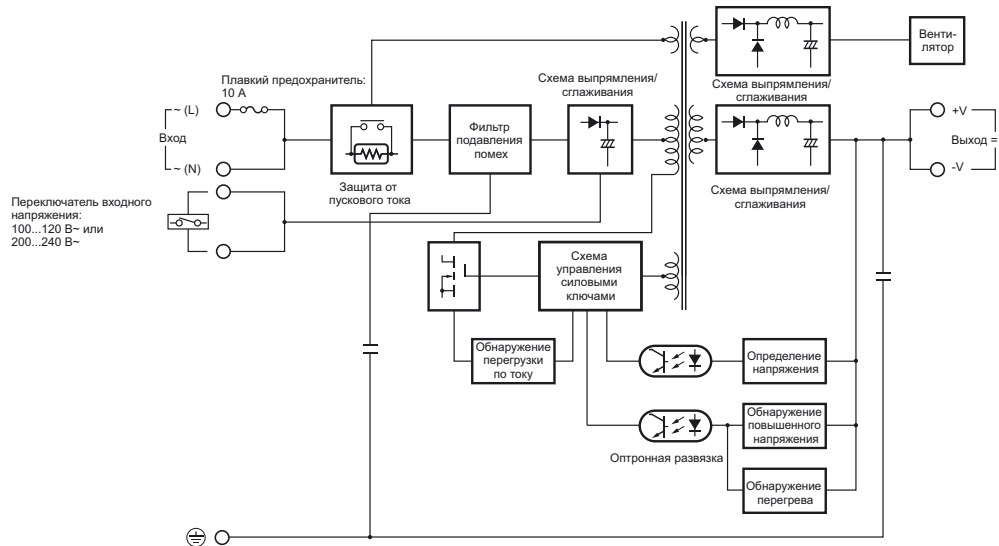 Плавкий предохранитель:
10 А
~ (L)
Вход
~ (N)
Переключатель входного
напряжения:
100...120 В~ или
200...240 В~
Защита от
пускового тока
Фильтр
подавления
помех
Схема выпрямления/
сглаживания
Схема выпрямления/
сглаживания
Венти-
лятор
Схема выпрямления/
сглаживания
+V
Выход =
-V
Схема
управления
силовыми
ключами
Обнаружение
перегрузки
по току
Определение
напряжения
Обнаружение
повышенного
напряжения
Оптронная развязка
Обнаружение
перегрева